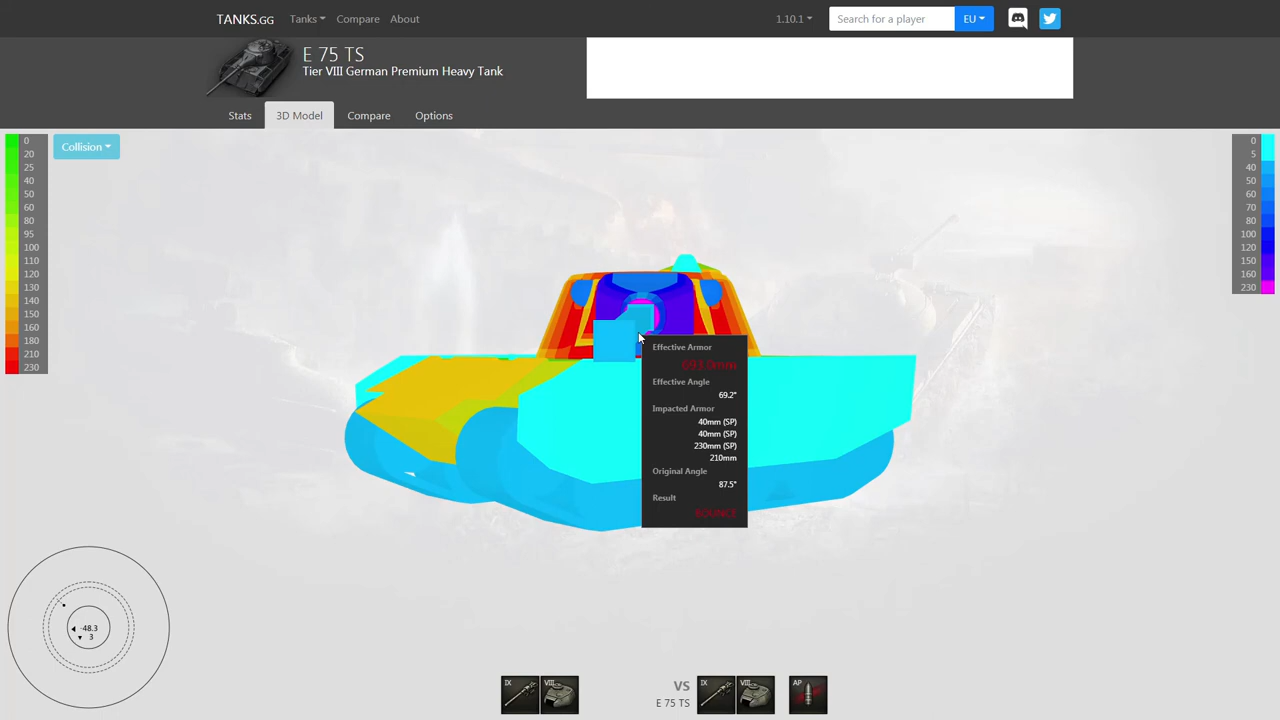 TANKS.GG
Tanks
Compare
About
1.10.1
Search for a player
EU
E 75 TS
Tier VIII German Premium Heavy Tank
Stats
3D Model
Compare
Options
Collision
0
20
25
40
50
60
80
95
100
110
120
130
140
150
160
180
210
230
0
5
40
50
60
70
80
100
120
150
160
230
Effective Armor
693.0mm
Effective Angle
69.2°
Impacted Armor
40mm (SP)
40mm (SP)
230mm (SP)
210mm
Original Angle
87.5°
Result
BOUNCE
-48.3
3
IX
VIII
VS
E 75 TS
IX
VIII
AP